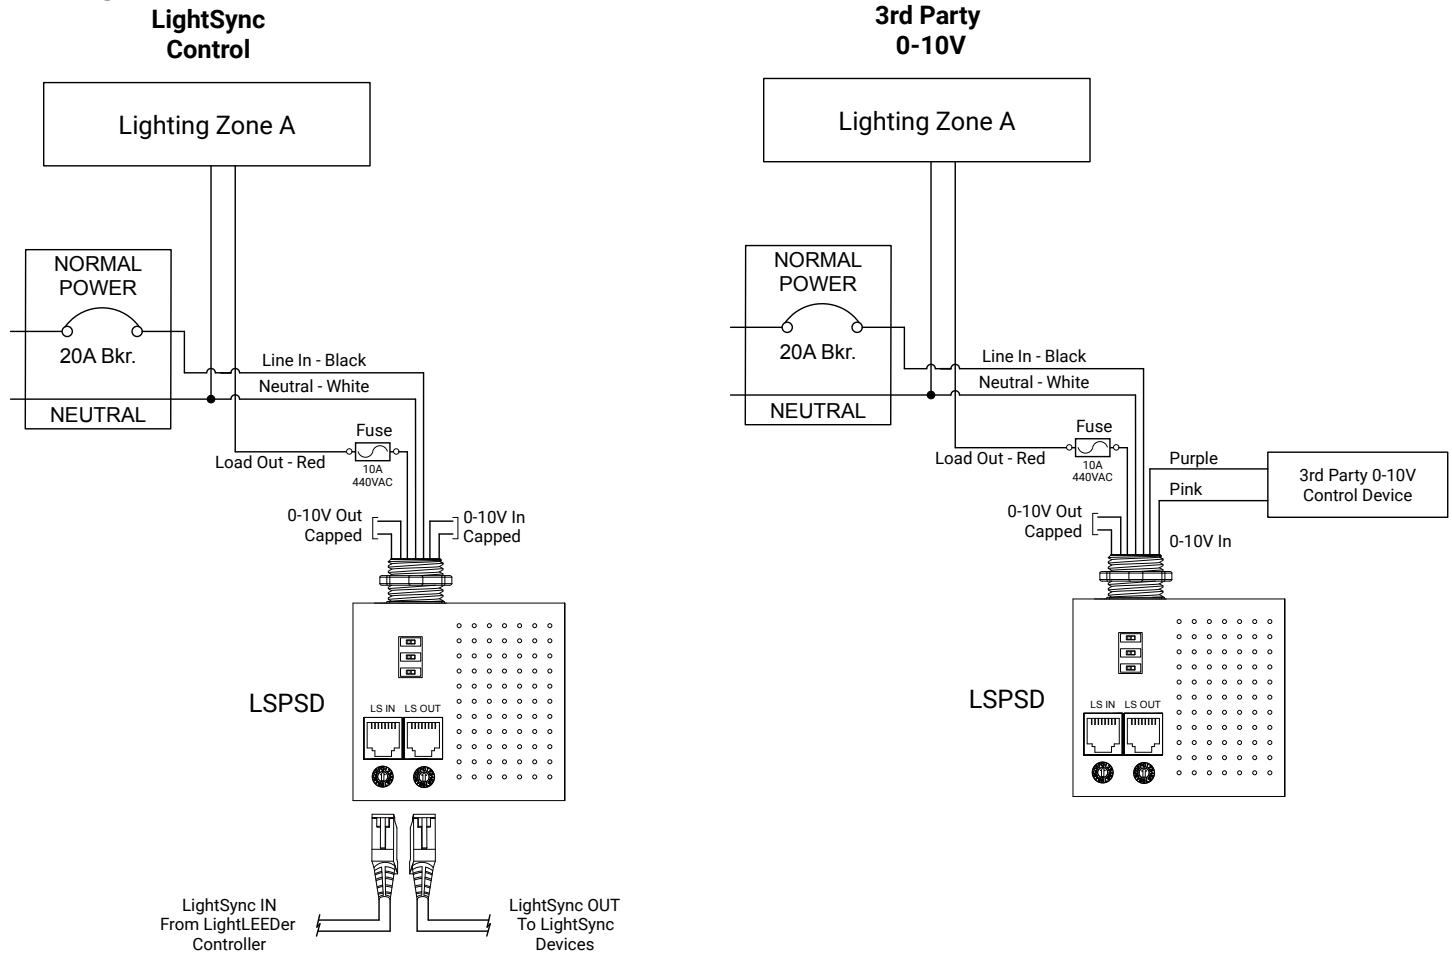 LightSync
Control
Lighting Zone A
NORMAL
POWER
20A Bkr.
NEUTRAL
Line In - Black
Neutral - White
Fuse
10A
440VAC
Load Out - Red
0-10V Out
Capped
0-10V In
Capped
LSPSD
LS IN
LS OUT
LightSync IN
From LightLEEDer
Controller
LightSync OUT
To LightSync
Devices
3rd Party
0-10V
Lighting Zone A
NORMAL
POWER
20A Bkr.
NEUTRAL
Line In - Black
Neutral - White
Fuse
10A
440VAC
Load Out - Red
Purple
Pink
3rd Party 0-10V
Control Device
0-10V Out
Capped
0-10V In
LSPSD
LS IN
LS OUT